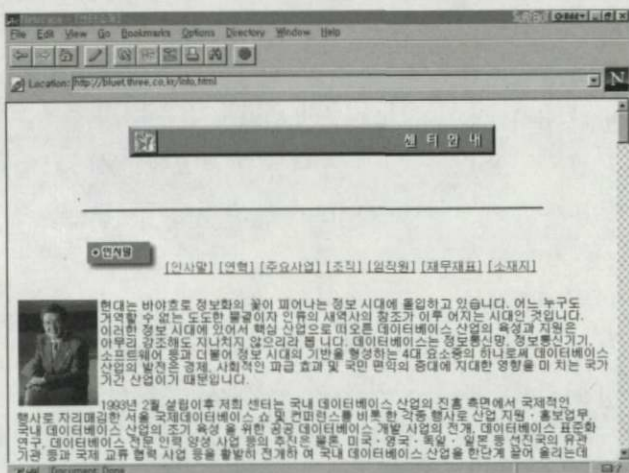 Netscape - [센터소개]
File Edit View Go Bookmarks Options Directory Window Help
Location: http://bluet.three.co.kr/info.html
N
센터안내
인사말
[인사말] [연혁] [주요사업] [조직] [임직원] [재무제표] [소재지]
현대는 바야흐로 정보화의 꽃이 피어나는 정보 시대에 돌입하고 있습니다. 어느 누구도
거역할 수 없는 도도한 물결이자 인류의 새역사의 창조가 이루어지는 시대인 것입니다.
이러한 정보 시대에 있어서 핵심 산업으로 떠오른 데이터베이스 산업의 육성과 지원은
아무리 강조해도 지나치지 않으리라 봅니다. 데이터베이스는 정보통신망, 정보통신기기,
소프트웨어 등과 더불어 정보 시대의 기반을 형성하는 4대 요소중의 하나로써 데이터베이스
산업의 발전은 경제, 사회적인 파급 효과 및 국민 편익의 증대에 지대한 영향을 미치는 국가
기간 산업이기 때문입니다.
1993년 2월 설립이후 저희 센터는 국내 데이터베이스 산업의 진흥 측면에서 국제적인
행사로 자리매김한 서울 국제데이터베이스 쇼 및 컨퍼런스를 비롯한 각종 행사로 산업 지원·홍보업무,
국내 데이터베이스 산업의 조기 육성을 위한 공공 데이터베이스 개발 사업의 전개, 데이터베이스 표준화
연구, 데이터베이스 전문 인력 양성 사업 등의 추진은 물론, 미국·영국·독일·일본 등 선진국의 유관
기관 등과 국제 교류 협력 사업 등을 활발히 전개하여 국내 데이터베이스 산업을 한단계 끌어 올리는데
Document: Done